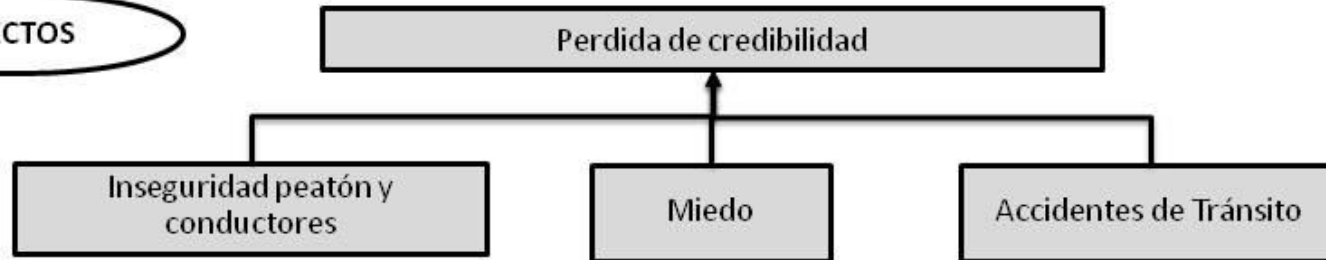 CTOS
Perdida de credibilidad
Inseguridad peatón y
conductores
Miedo
Accidentes de Tránsito